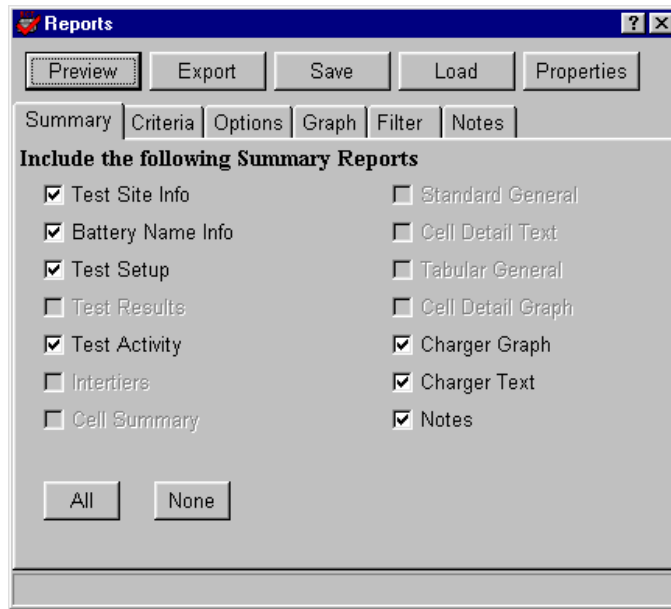 Reports
Preview Export Save Load Properties
Summary Criteria Options Graph Filter Notes
Include the following Summary Reports
Test Site Info Standard General
Battery Name Info Cell Detail Text
Test Setup Tabular General
Test Results Cell Detail Graph
Test Activity Charger Graph
Intertiers Charger Text
Cell Summary Notes
All None